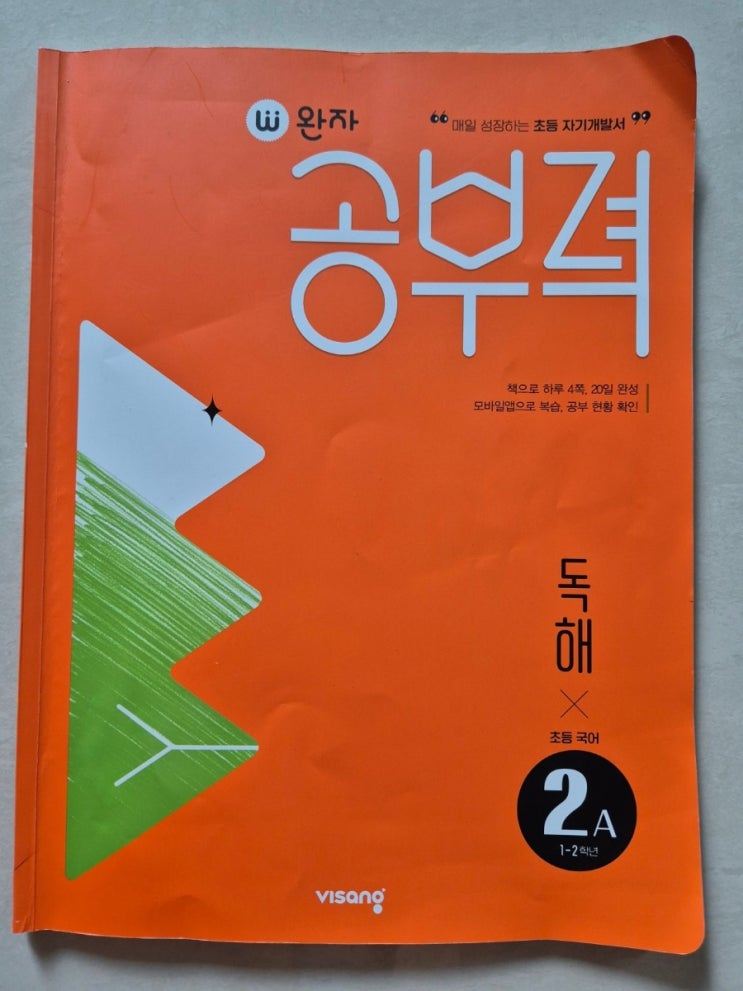 W 완자
❝ 매일 성장하는 초등 자기개발서 ❞
공부력
책으로 하루 4쪽, 20일 완성
모바일앱으로 복습, 공부 현황 확인
독해
×
초등 국어
2A
1-2학년
visang